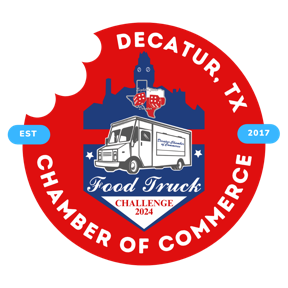 DECATUR, TX
EST
2017
Food Truck
CHALLENGE
2024
CHAMBER OF COMMERCE